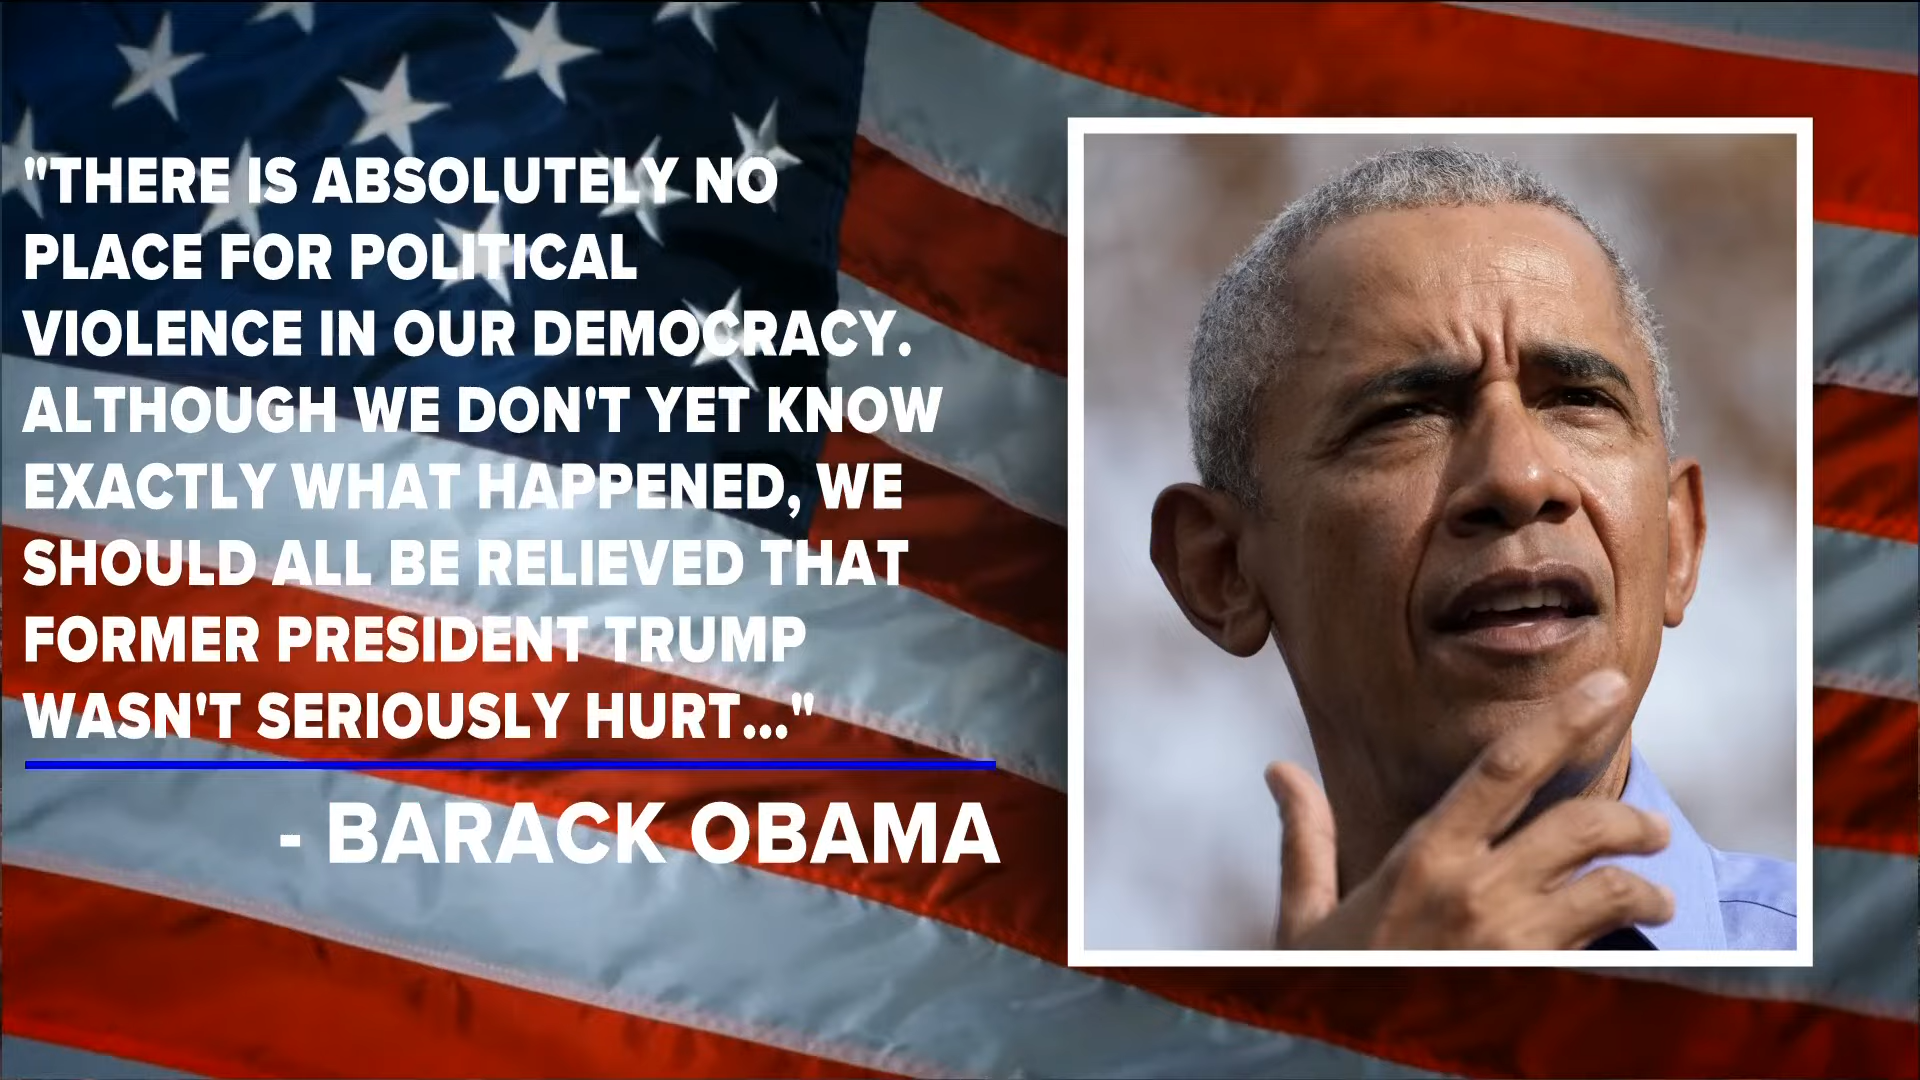 "THERE IS ABSOLUTELY NO
PLACE FOR POLITICAL
VIOLENCE IN OUR DEMOCRACY.
ALTHOUGH WE DON'T YET KNOW
EXACTLY WHAT HAPPENED, WE
SHOULD ALL BE RELIEVED THAT
FORMER PRESIDENT TRUMP
WASN'T SERIOUSLY HURT..."
- BARACK OBAMA